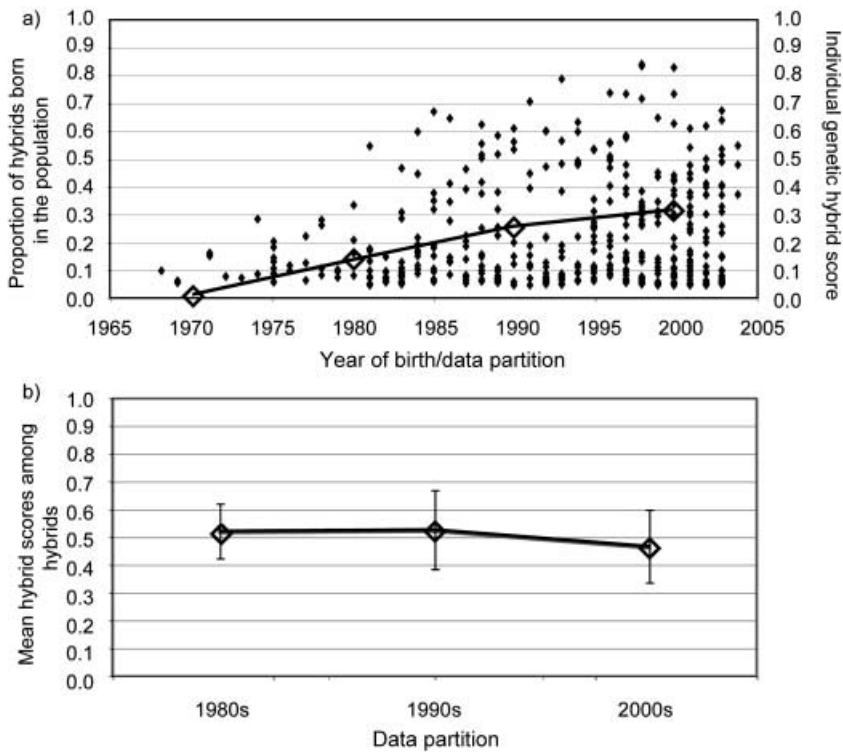 a)
Proportion of hybrids born
in the population
1.0
0.9
0.8
0.7
0.6
0.5
0.4
0.3
0.2
0.1
0.0
1.0
0.9
0.8
0.7
0.6
0.5
0.4
0.3
0.2
0.1
0.0
Individual genetic hybrid
score
1965 1970 1975 1980 1985 1990 1995 2000 2005
Year of birth/data partition
b)
Mean hybrid scores among
hybrids
1.0
0.9
0.8
0.7
0.6
0.5
0.4
0.3
0.2
0.1
0.0
1980s 1990s 2000s
Data partition